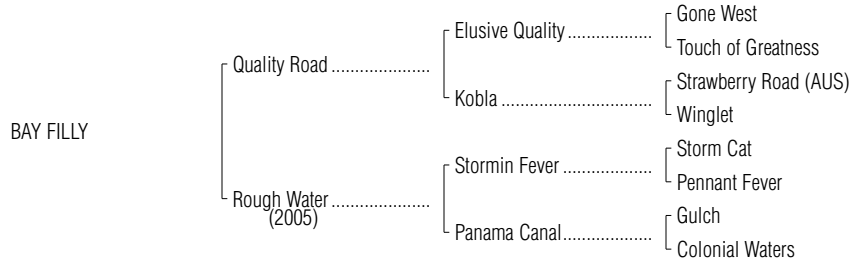 Gone West
Elusive Quality ..................
Touch of Greatness
Quality Road .....................
Strawberry Road (AUS)
Kobla ................................
Winglet
BAY FILLY
Storm Cat
Stormin Fever ...................
Pennant Fever
Rough Water .....................
(2005)
Gulch
Panama Canal...................
Colonial Waters